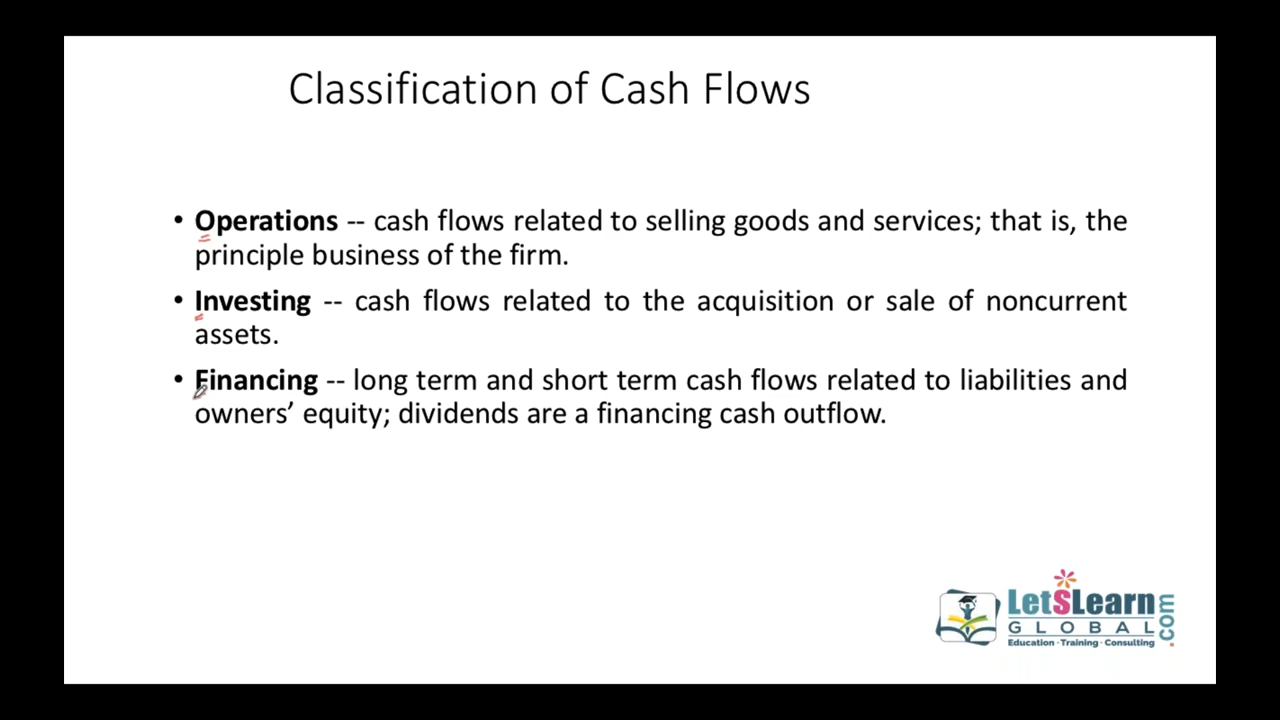 Classification of Cash Flows
• Operations -- cash flows related to selling goods and services; that is, the
principle business of the firm.
• Investing -- cash flows related to the acquisition or sale of noncurrent
assets.
• Financing -- long term and short term cash flows related to liabilities and
owners’ equity; dividends are a financing cash outflow.
LetSLearn
GLOBAL
.com
Education · Training · Consulting